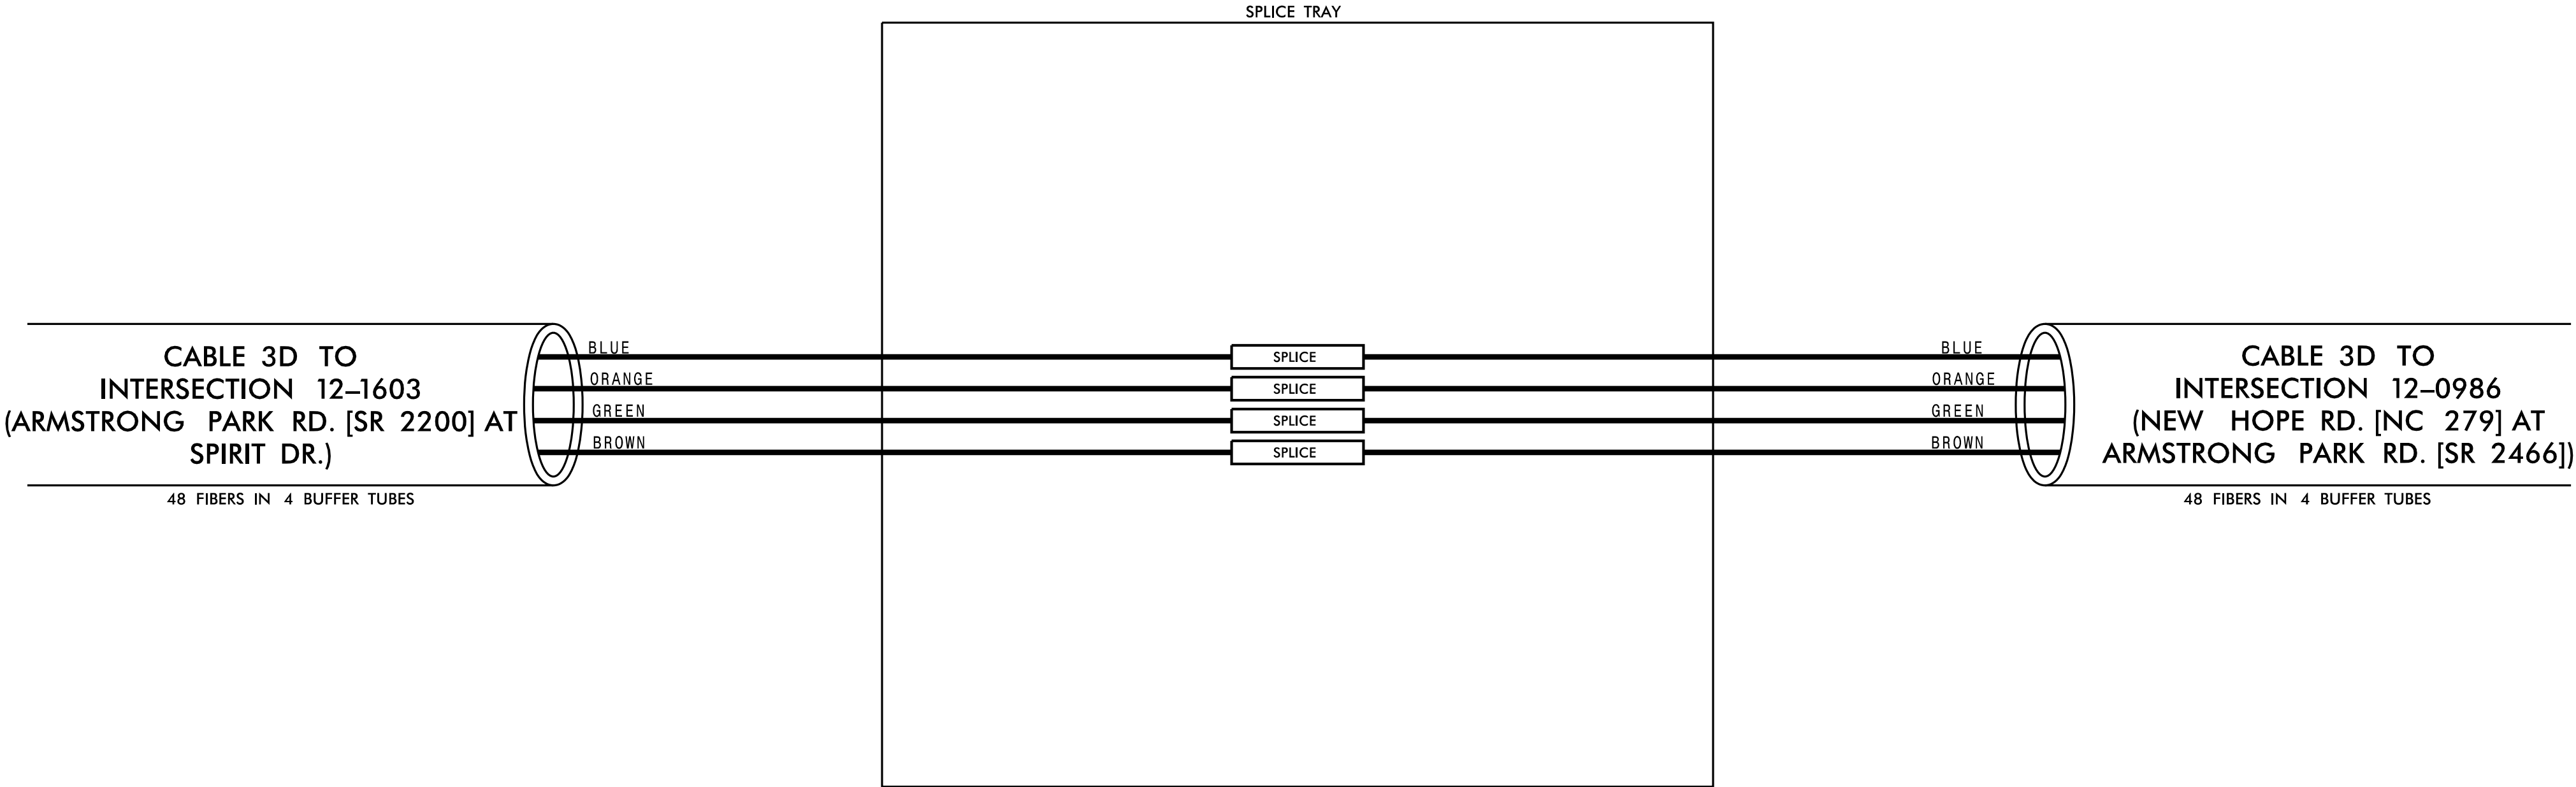 SPLICE TRAY
CABLE 3D TO
INTERSECTION 12–1603
(ARMSTRONG PARK RD. [SR 2200] AT
SPIRIT DR.)
48 FIBERS IN 4 BUFFER TUBES
BLUE
ORANGE
GREEN
BROWN
SPLICE
SPLICE
SPLICE
SPLICE
BLUE
ORANGE
GREEN
BROWN
CABLE 3D TO
INTERSECTION 12–0986
(NEW HOPE RD. [NC 279] AT
ARMSTRONG PARK RD. [SR 2466])
48 FIBERS IN 4 BUFFER TUBES